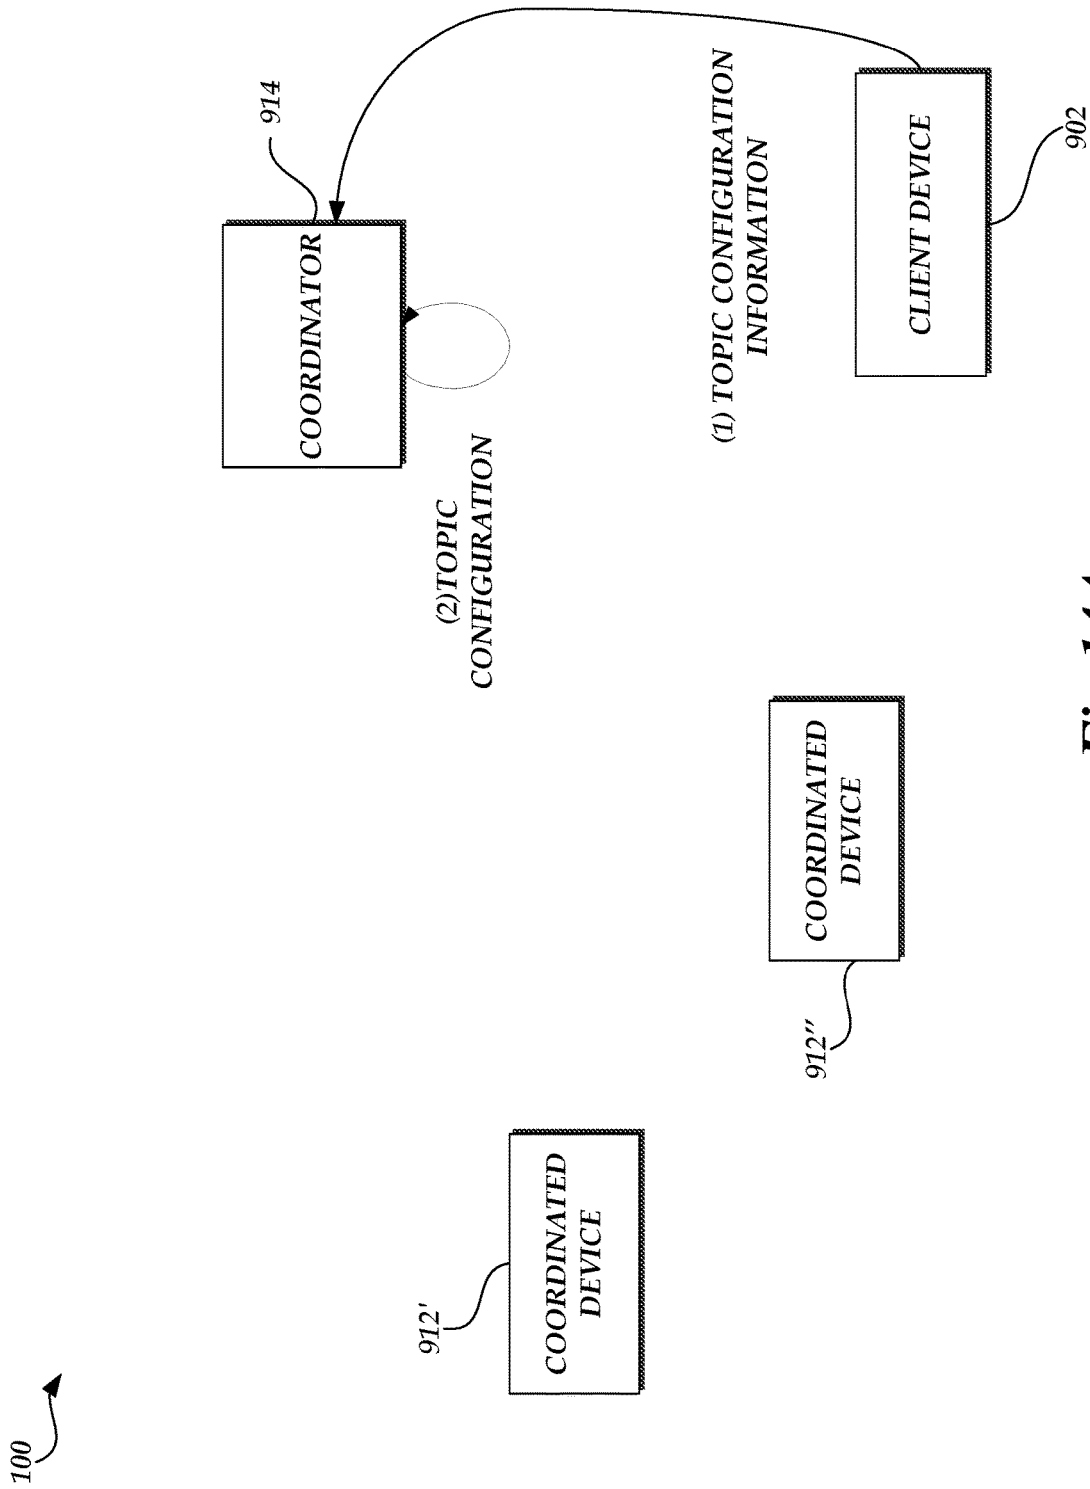 100
914
COORDINATOR
(2)TOPIC
CONFIGURATION
(1) TOPIC CONFIGURATION
INFORMATION
CLIENT DEVICE
902
COORDINATED
DEVICE
912''
COORDINATED
DEVICE
912'